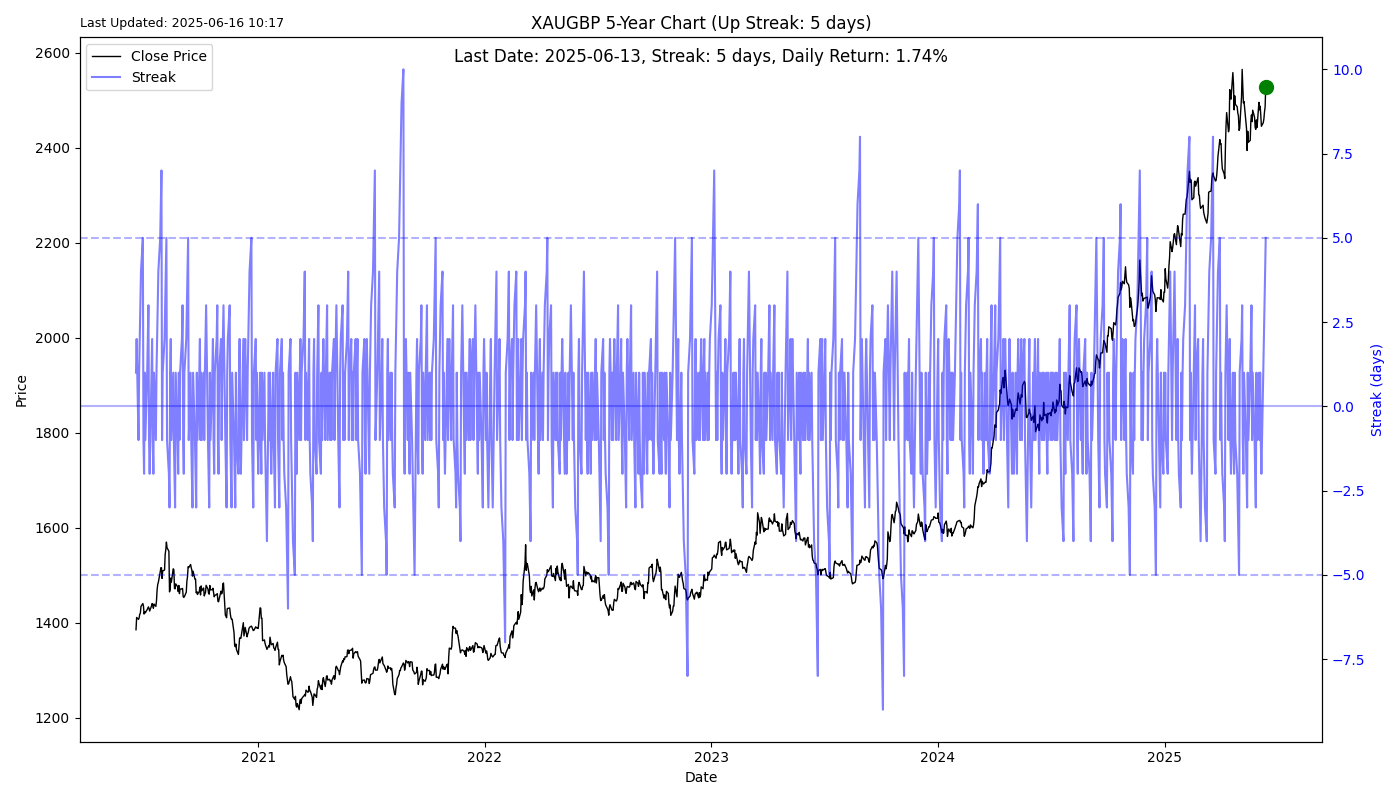 Last Updated: 2025-06-16 10:17
XAUGBP 5-Year Chart (Up Streak: 5 days)
Last Date: 2025-06-13, Streak: 5 days, Daily Return: 1.74%
Close Price
Streak
2600
2400
2200
2000
1800
1600
1400
1200
Price
10.0
7.5
5.0
2.5
0.0
−2.5
−5.0
−7.5
Streak (days)
2021
2022
2023
2024
2025
Date